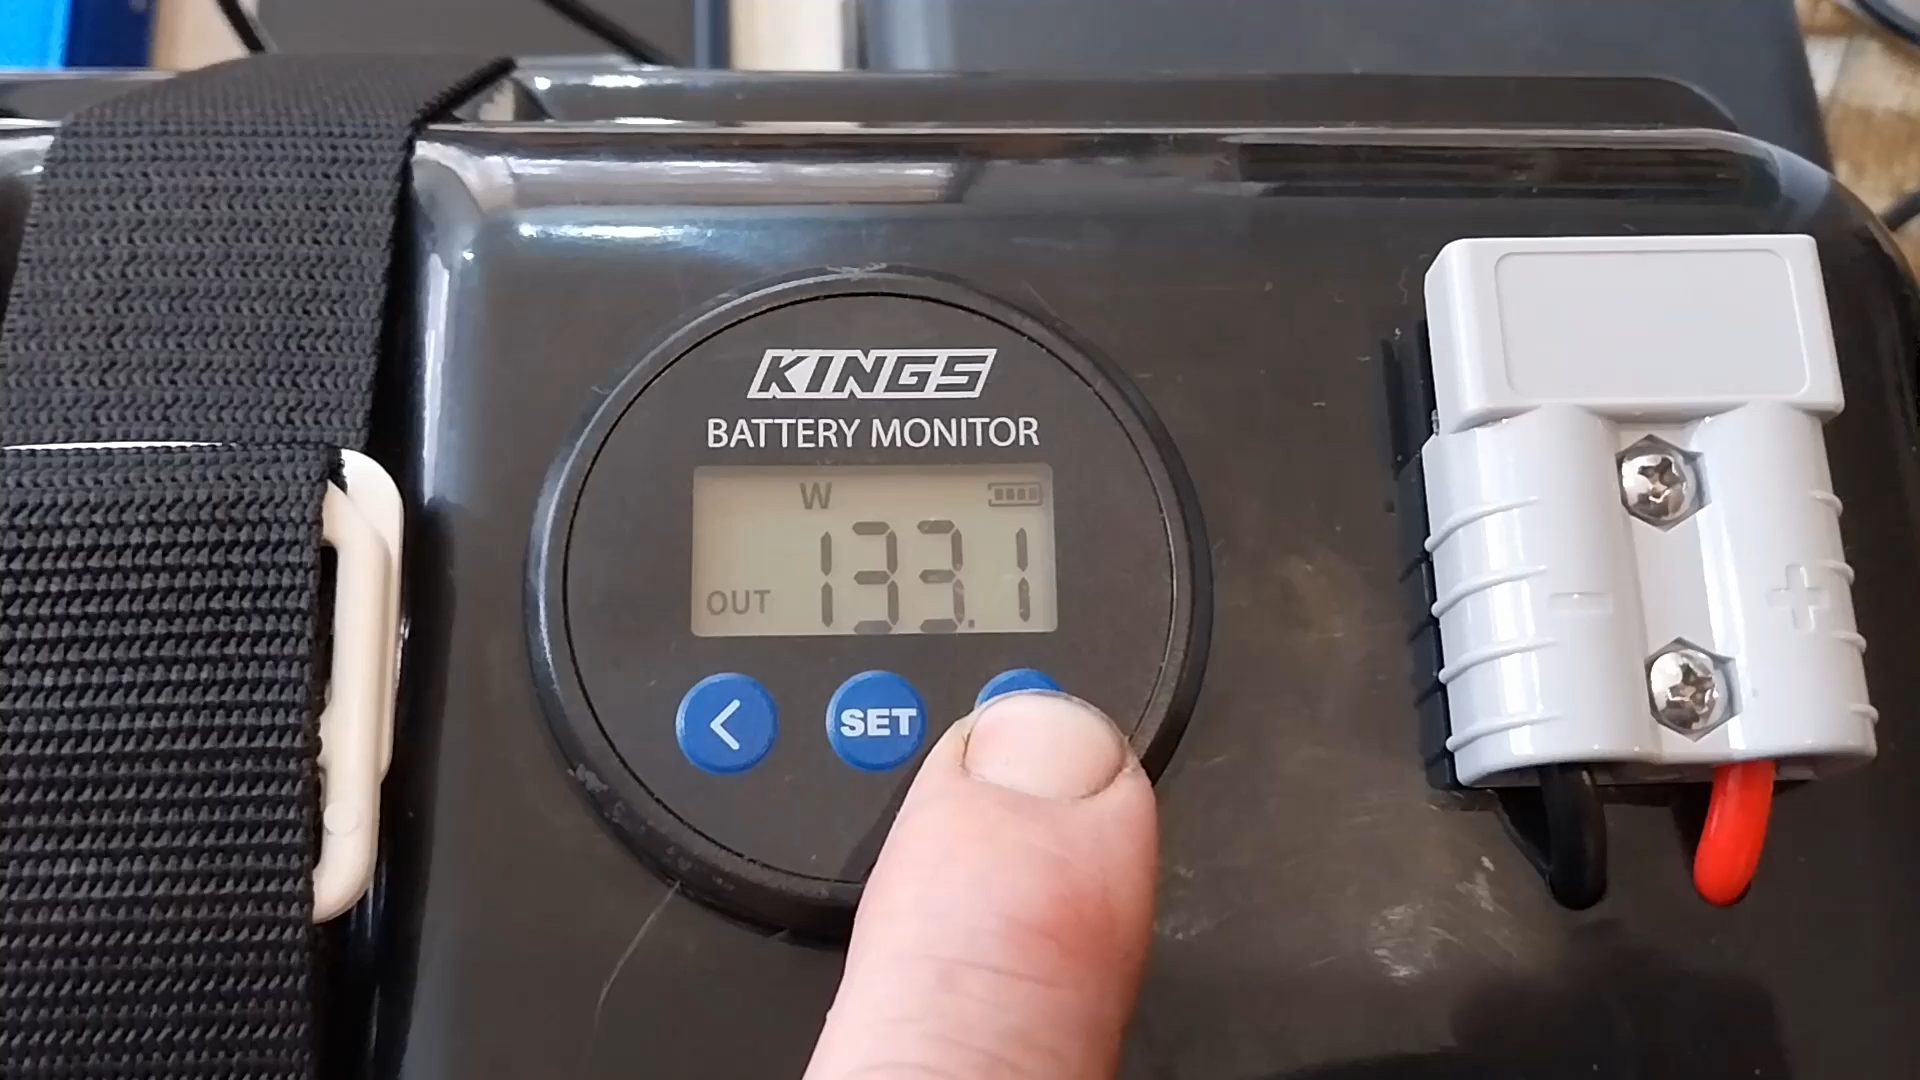 KINGS
BATTERY MONITOR
W
OUT 133.1
<
SET
- +